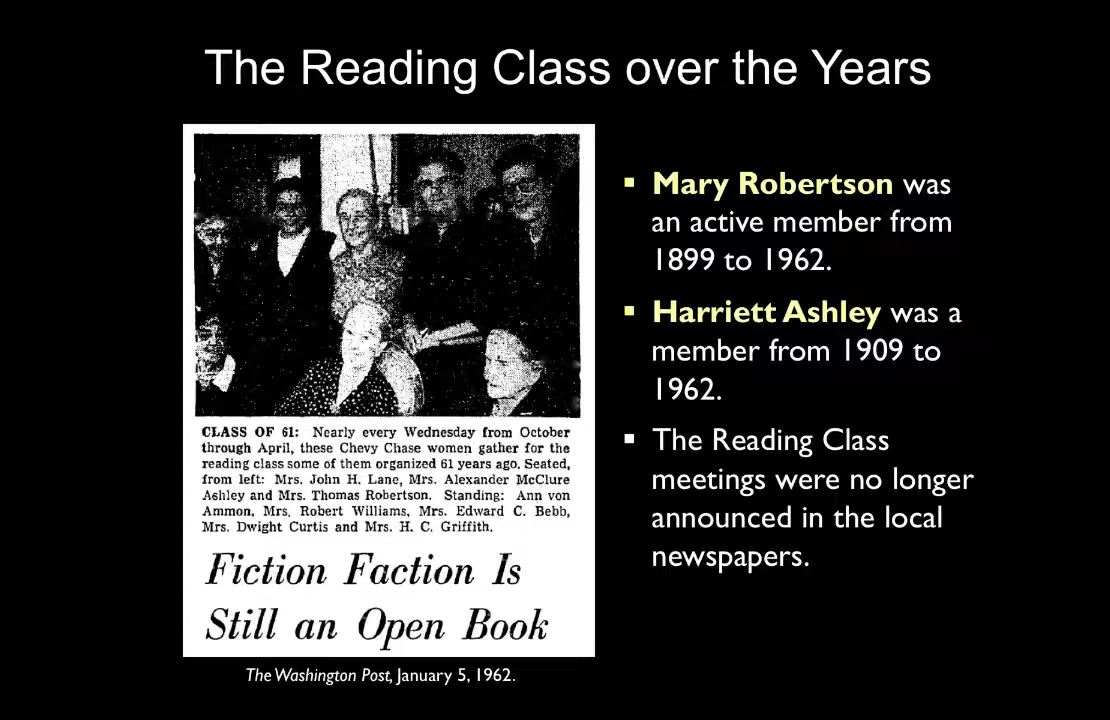 The Reading Class over the Years
CLASS OF 61: Nearly every Wednesday from October
through April, these Chevy Chase women gather for the
reading class some of them organized 61 years ago. Seated,
from left: Mrs. John H. Lane, Mrs. Alexander McClure
Ashley and Mrs. Thomas Robertson. Standing: Ann von
Ammon, Mrs. Robert Williams, Mrs. Edward C. Bebb,
Mrs. Dwight Curtis and Mrs. H. C. Griffith.
Fiction Faction Is
Still an Open Book
The Washington Post, January 5, 1962.
▪ Mary Robertson was
an active member from
1899 to 1962.
▪ Harriett Ashley was a
member from 1909 to
1962.
▪ The Reading Class
meetings were no longer
announced in the local
newspapers.